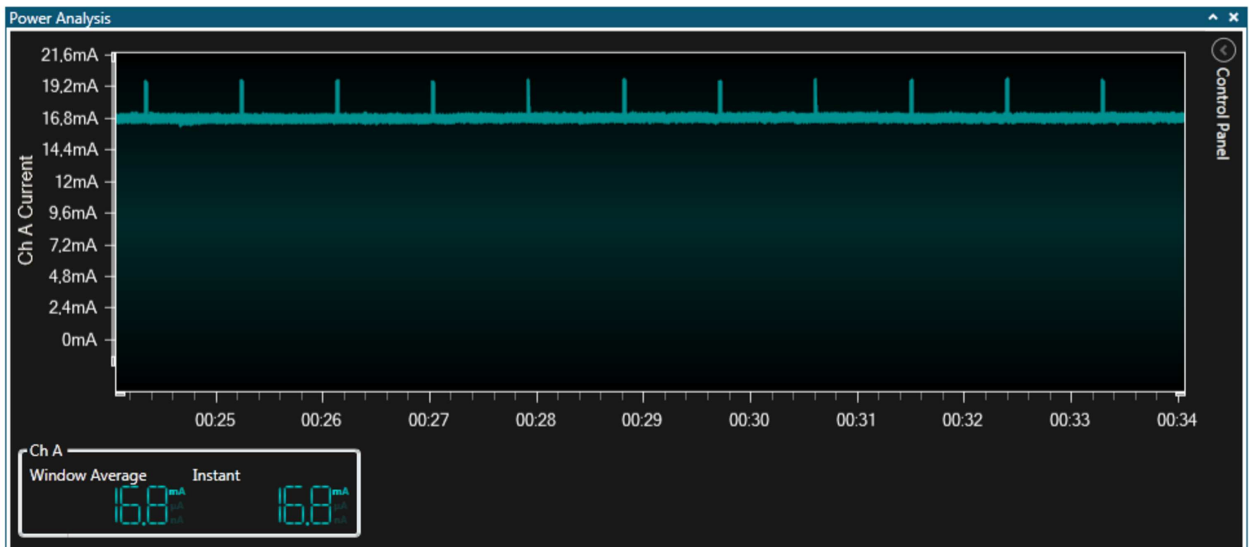 Power Analysis
21,6mA
19,2mA
16,8mA
14,4mA
12mA
9,6mA
7,2mA
4,8mA
2,4mA
0mA
Ch A Current
Control Panel
00:25 00:26 00:27 00:28 00:29 00:30 00:31 00:32 00:33 00:34
Ch A
Window Average Instant
16.8 mA µA nA 16.8 mA µA nA